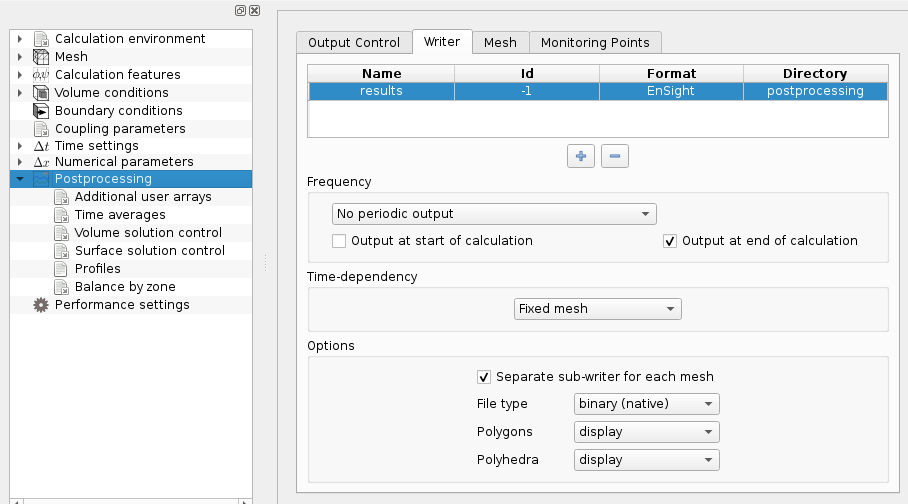 Calculation environment
Mesh
Calculation features
Volume conditions
Boundary conditions
Coupling parameters
Δt Time settings
Δx Numerical parameters
Postprocessing
Additional user arrays
Time averages
Volume solution control
Surface solution control
Profiles
Balance by zone
Performance settings
Output Control Writer Mesh Monitoring Points
Name Id Format Directory
results -1 EnSight postprocessing
Frequency
No periodic output
Output at start of calculation Output at end of calculation
Time-dependency
Fixed mesh
Options
Separate sub-writer for each mesh
File type binary (native)
Polygons display
Polyhedra display